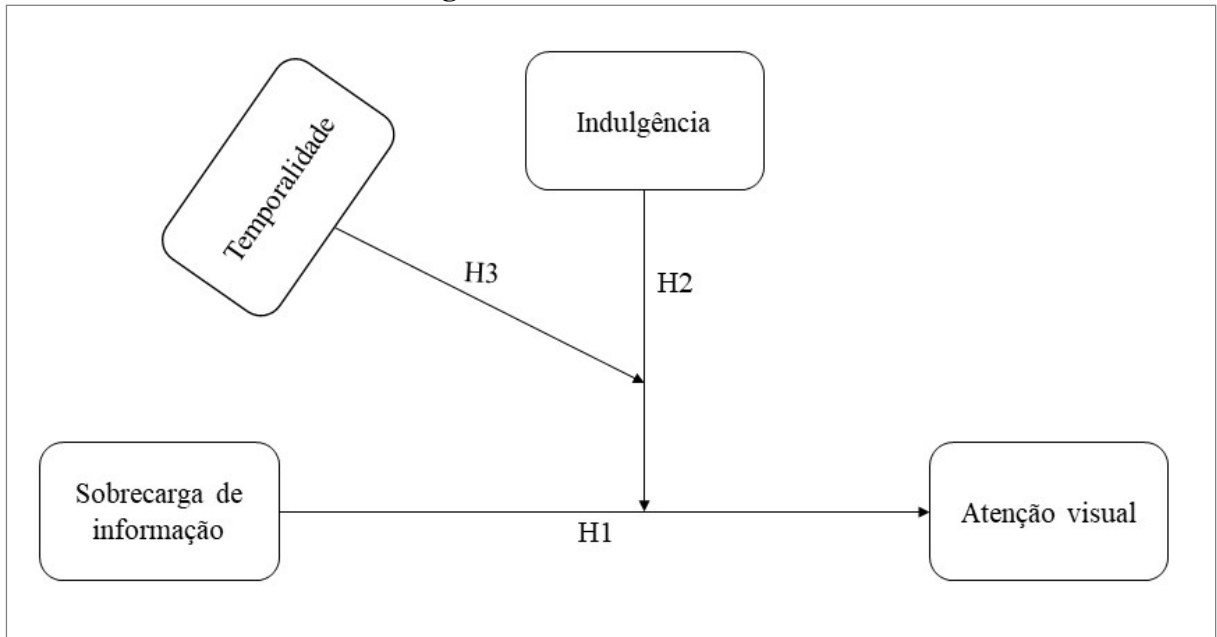 Temporalidade
Indulgência
H3
H2
Sobrecarga de
informação
H1
Atenção visual